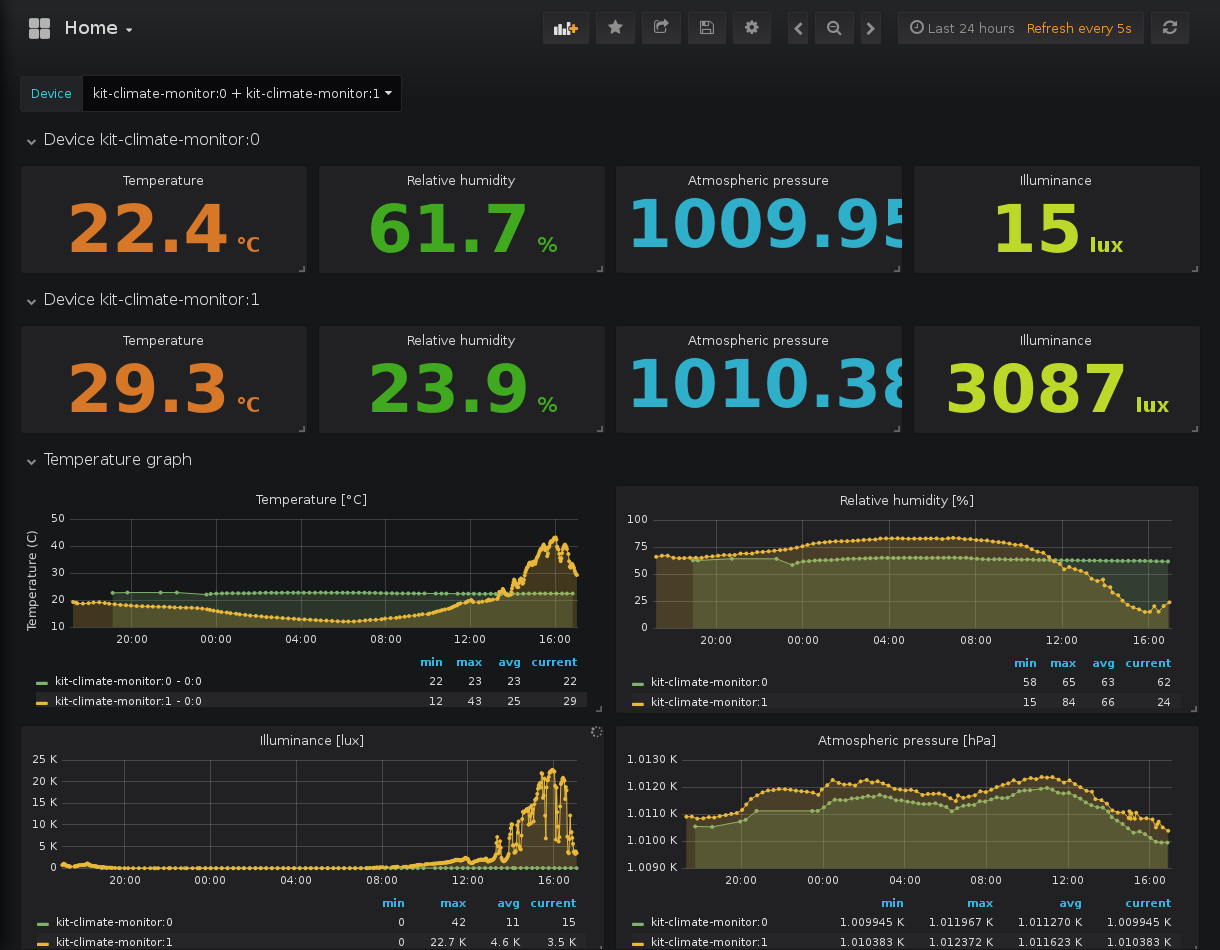 Home
Last 24 hours Refresh every 5s
Device kit-climate-monitor:0 + kit-climate-monitor:1
Device kit-climate-monitor:0
Temperature Relative humidity Atmospheric pressure Illuminance
22.4 °C 61.7 % 1009.95 15 lux
Device kit-climate-monitor:1
Temperature Relative humidity Atmospheric pressure Illuminance
29.3 °C 23.9 % 1010.38 3087 lux
Temperature graph
Temperature [°C]
Temperature (C)
50
40
30
20
10
20:00 00:00 04:00 08:00 12:00 16:00
min max avg current
kit-climate-monitor:0 - 0:0 22 23 23 22
kit-climate-monitor:1 - 0:0 12 43 25 29
Relative humidity [%]
100
75
50
25
0
20:00 00:00 04:00 08:00 12:00 16:00
min max avg current
kit-climate-monitor:0 58 65 63 62
kit-climate-monitor:1 15 84 66 24
Illuminance [lux]
25 K
20 K
15 K
10 K
5 K
0
20:00 00:00 04:00 08:00 12:00 16:00
min max avg current
kit-climate-monitor:0 0 42 11 15
kit-climate-monitor:1 0 22.7 K 4.6 K 3.5 K
Atmospheric pressure [hPa]
1.0130 K
1.0120 K
1.0110 K
1.0100 K
1.0090 K
20:00 00:00 04:00 08:00 12:00 16:00
min max avg current
kit-climate-monitor:0 1.009945 K 1.011967 K 1.011270 K 1.009945 K
kit-climate-monitor:1 1.010383 K 1.012372 K 1.011623 K 1.010383 K